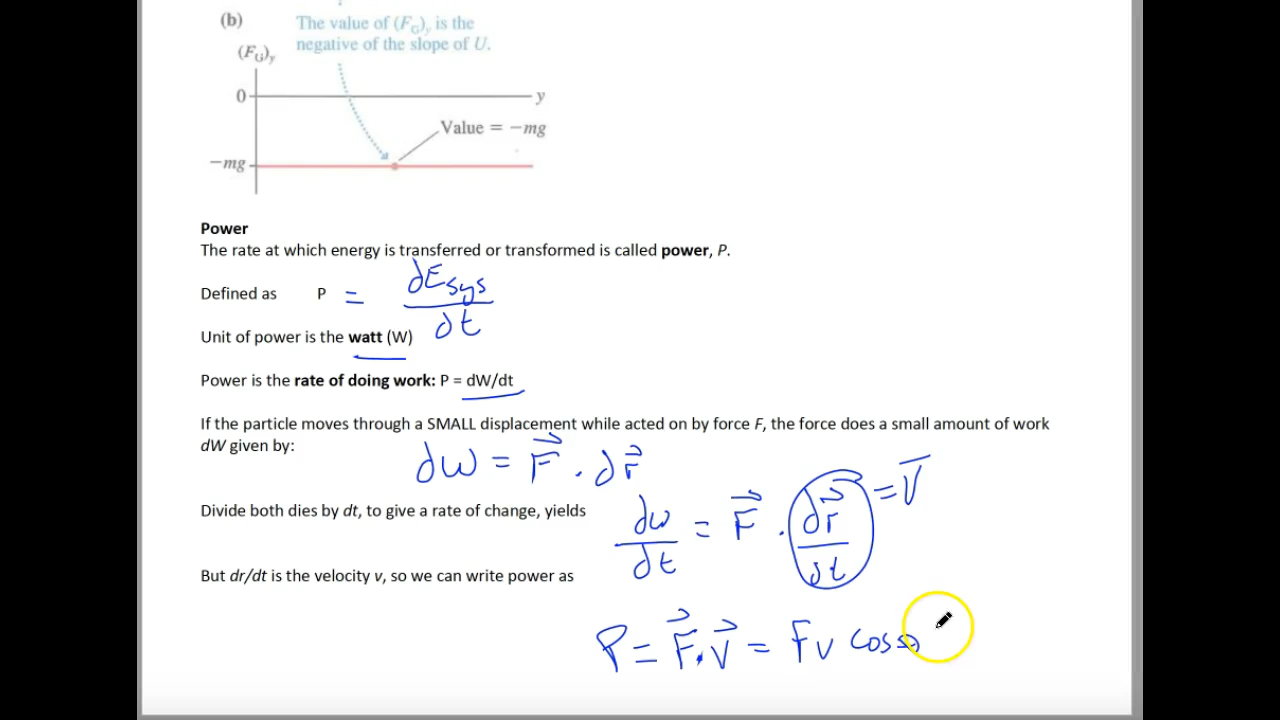 (b)
The value of (F_G)_y is the
negative of the slope of U.
(F_G)_y
0
y
Value = −mg
−mg
Power
The rate at which energy is transferred or transformed is called power, P.
Defined as P = dEsys/dt
Unit of power is the watt (W)
Power is the rate of doing work: P = dW/dt
If the particle moves through a SMALL displacement while acted on by force F, the force does a small amount of work
dW given by:
dW = F⃗ · dr⃗
Divide both dies by dt, to give a rate of change, yields
dW/dt = F⃗ · dr⃗/dt = V⃗
But dr/dt is the velocity v, so we can write power as
P = F⃗ · V⃗ = Fv cos